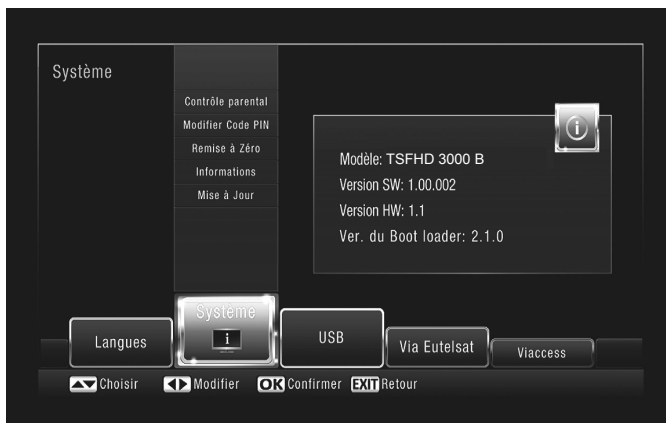 Système
Contrôle parental
Modifier Code PIN
Remise à Zéro
Informations
Mise à Jour
i
Modèle: TSFHD 3000 B
Version SW: 1.00.002
Version HW: 1.1
Ver. du Boot loader: 2.1.0
Langues
Système
i
USB
Via Eutelsat
Viaccess
Choisir Modifier OK Confirmer EXIT Retour